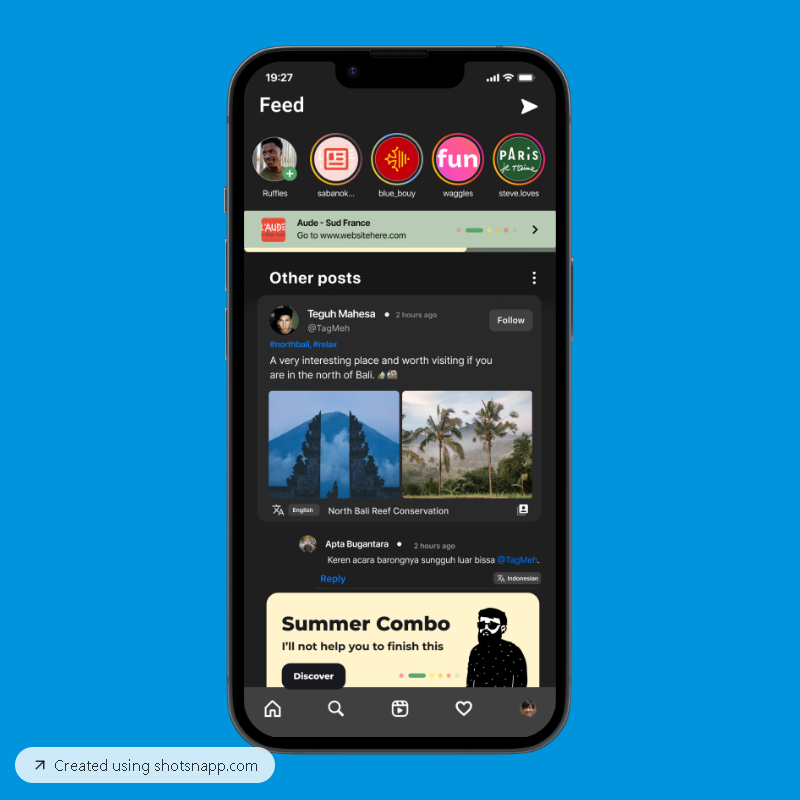 19:27
Feed
fun
PARIS
je t'aime
Ruffles
sabanok...
blue_bouy
waggles
steve.loves
L'AUDE
Aude - Sud France
Go to www.websitehere.com
Other posts
Teguh Mahesa • 2 hours ago
@TagMeh
Follow
#northbali, #relax
A very interesting place and worth visiting if you
are in the north of Bali.
English
North Bali Reef Conservation
Apta Bugantara • 2 hours ago
Keren acara barongnya sungguh luar bissa @TagMeh.
Reply
Indonesian
Summer Combo
I'll not help you to finish this
Discover
Created using shotsnapp.com